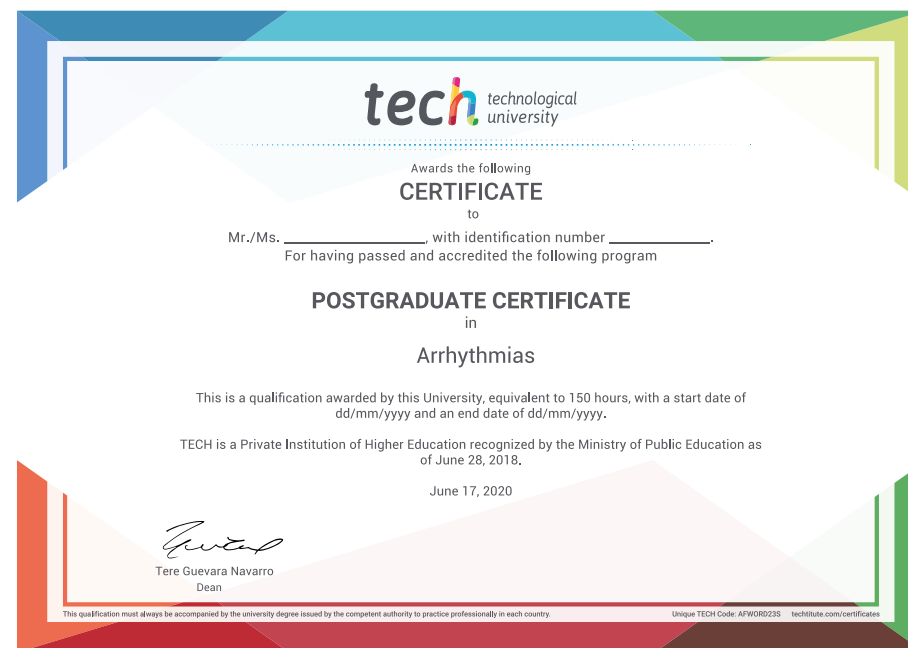 tech technological
university
Awards the following
CERTIFICATE
to
Mr./Ms. ____________________, with identification number ______________.
For having passed and accredited the following program
POSTGRADUATE CERTIFICATE
in
Arrhythmias
This is a qualification awarded by this University, equivalent to 150 hours, with a start date of
dd/mm/yyyy and an end date of dd/mm/yyyy.
TECH is a Private Institution of Higher Education recognized by the Ministry of Public Education as
of June 28, 2018.
June 17, 2020
Tere Guevara Navarro
Dean
This qualification must always be accompanied by the university degree issued by the competent authority to practice professionally in each country.
Unique TECH Code: AFWORD23S techtitute.com/certificates